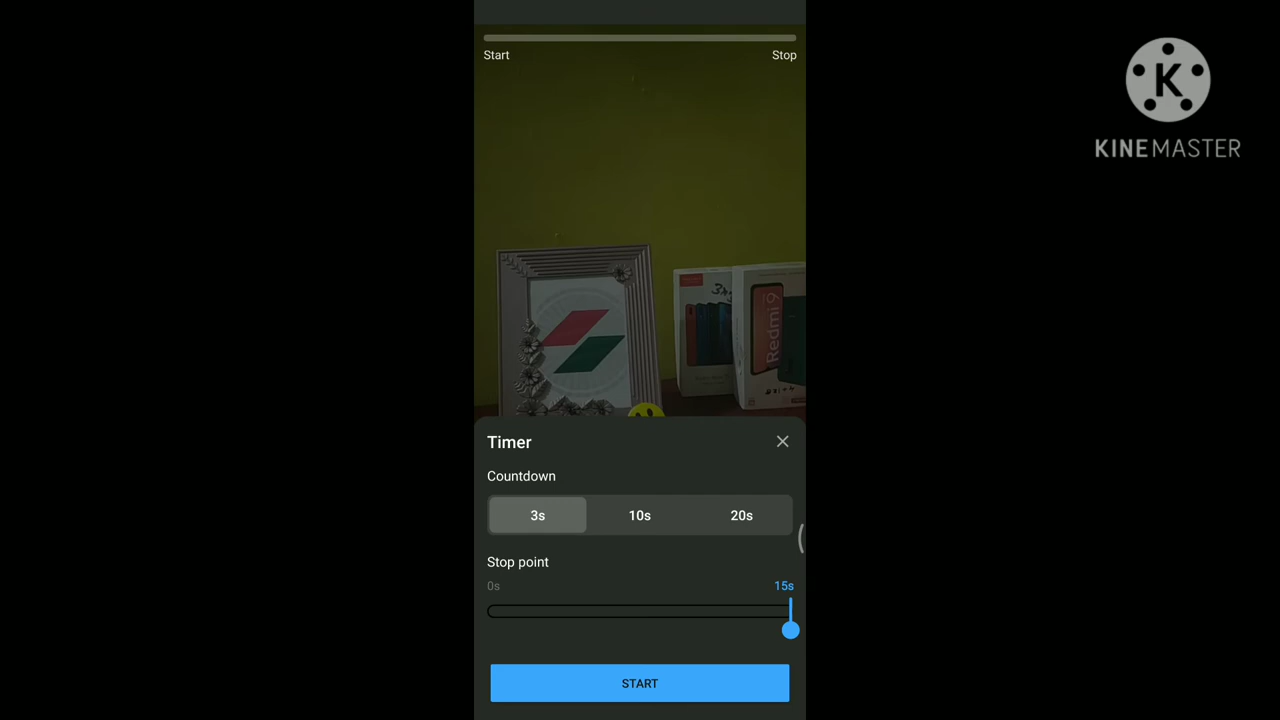 Start
Stop
K
KINEMASTER
Redmi 9
Timer
Countdown
3s
10s
20s
Stop point
0s
15s
START